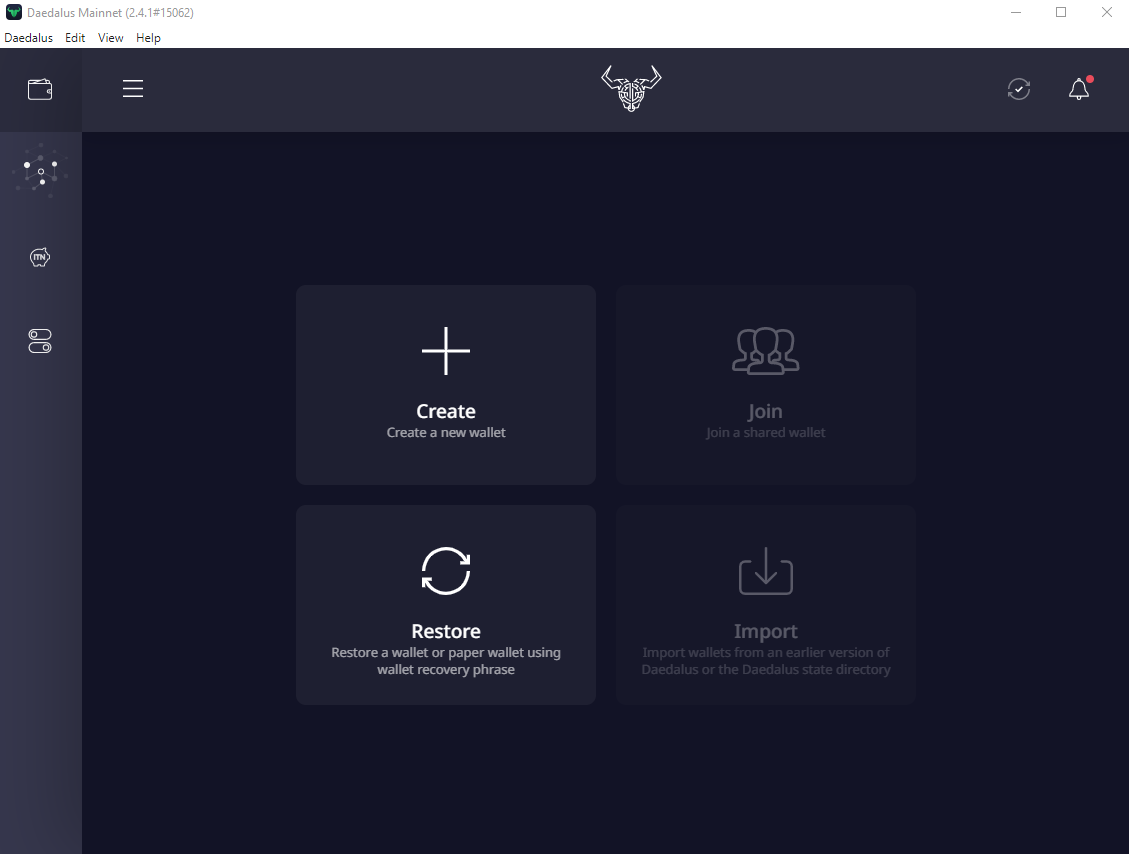 Daedalus Mainnet (2.4.1#15062)
Daedalus Edit View Help
ITN
Create
Create a new wallet
Join
Join a shared wallet
Restore
Restore a wallet or paper wallet using
wallet recovery phrase
Import
Import wallets from an earlier version of
Daedalus or the Daedalus state directory